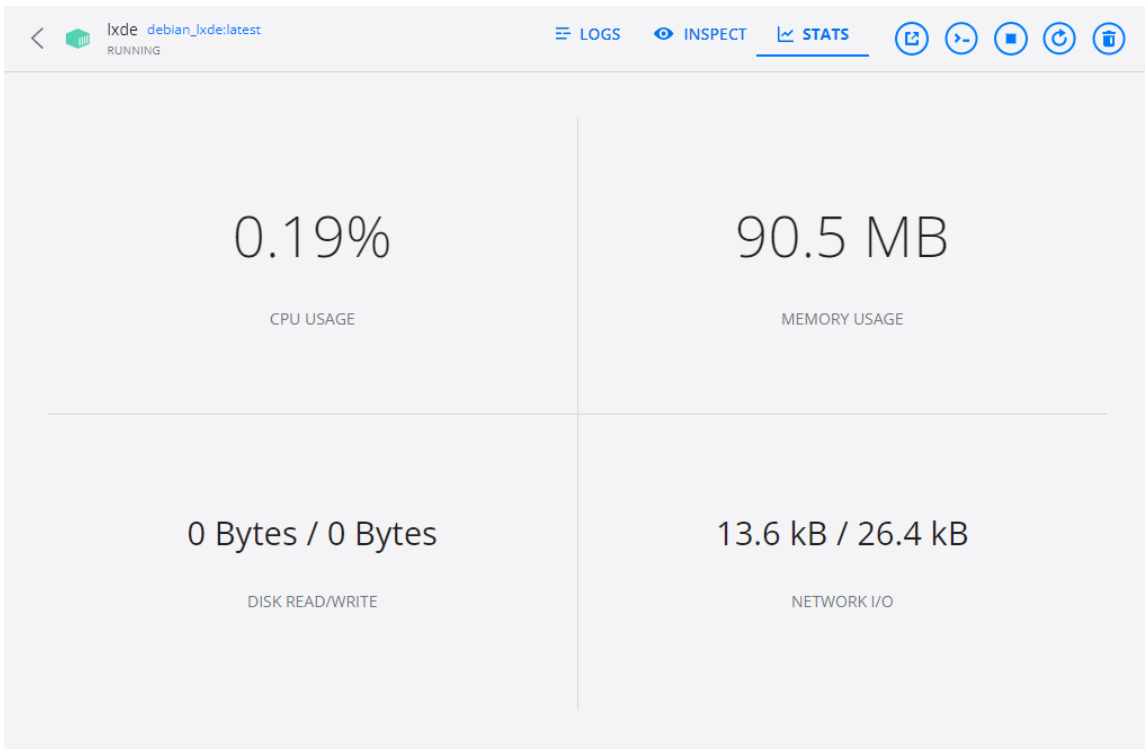 lxde debian_lxde:latest
RUNNING
LOGS INSPECT STATS
0.19%
CPU USAGE
90.5 MB
MEMORY USAGE
0 Bytes / 0 Bytes
DISK READ/WRITE
13.6 kB / 26.4 kB
NETWORK I/O